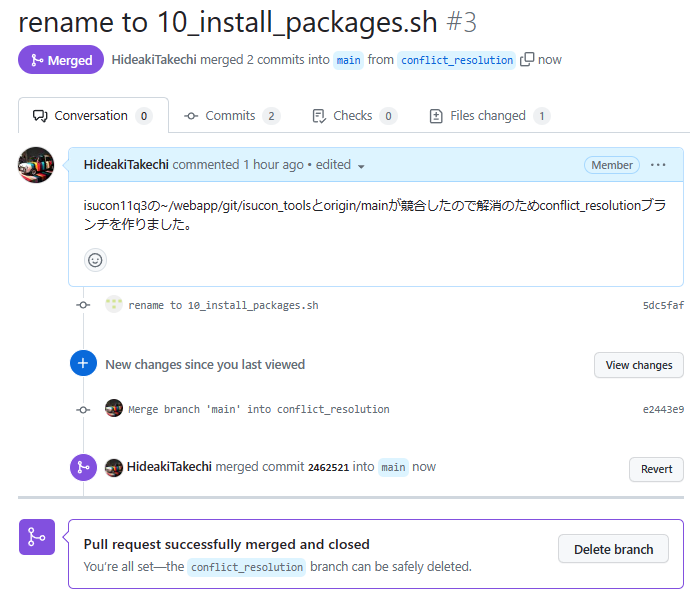 rename to 10_install_packages.sh #3
Merged HideakiTakechi merged 2 commits into main from conflict_resolution now
Conversation 0 Commits 2 Checks 0 Files changed 1
HideakiTakechi commented 1 hour ago • edited Member ...
isucon11q3の~/webapp/git/isucon_toolsとorigin/mainが競合したので解消のためconflict_resolutionブラ
ンチを作りました。
rename to 10_install_packages.sh 5dc5faf
New changes since you last viewed View changes
Merge branch 'main' into conflict_resolution e2443e9
HideakiTakechi merged commit 2462521 into main now Revert
Pull request successfully merged and closed
You're all set—the conflict_resolution branch can be safely deleted. Delete branch